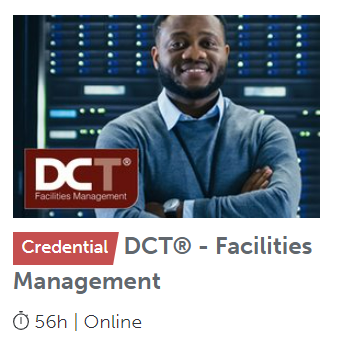 DCT®
Facilities Management
Credential DCT® - Facilities
Management
56h | Online